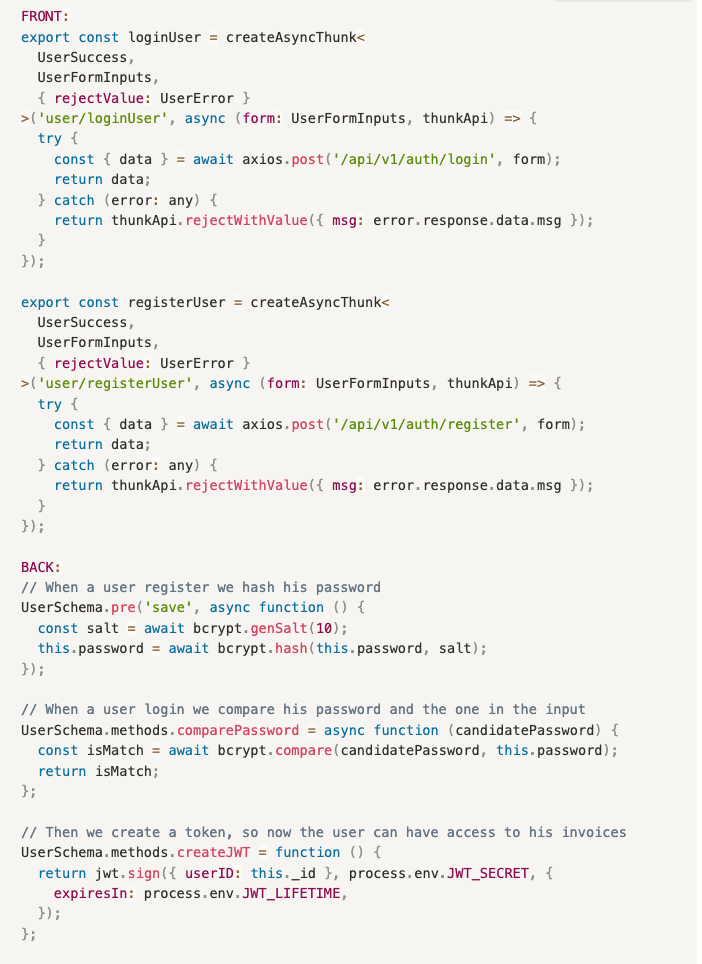 FRONT:
export const loginUser = createAsyncThunk<
  UserSuccess,
  UserFormInputs,
  { rejectValue: UserError }
>('user/loginUser', async (form: UserFormInputs, thunkApi) => {
  try {
    const { data } = await axios.post('/api/v1/auth/login', form);
    return data;
  } catch (error: any) {
    return thunkApi.rejectWithValue({ msg: error.response.data.msg });
  }
});

export const registerUser = createAsyncThunk<
  UserSuccess,
  UserFormInputs,
  { rejectValue: UserError }
>('user/registerUser', async (form: UserFormInputs, thunkApi) => {
  try {
    const { data } = await axios.post('/api/v1/auth/register', form);
    return data;
  } catch (error: any) {
    return thunkApi.rejectWithValue({ msg: error.response.data.msg });
  }
});

BACK:
// When a user register we hash his password
UserSchema.pre('save', async function () {
  const salt = await bcrypt.genSalt(10);
  this.password = await bcrypt.hash(this.password, salt);
});

// When a user login we compare his password and the one in the input
UserSchema.methods.comparePassword = async function (candidatePassword) {
  const isMatch = await bcrypt.compare(candidatePassword, this.password);
  return isMatch;
};

// Then we create a token, so now the user can have access to his invoices
UserSchema.methods.createJWT = function () {
  return jwt.sign({ userID: this._id }, process.env.JWT_SECRET, {
    expiresIn: process.env.JWT_LIFETIME,
  });
};